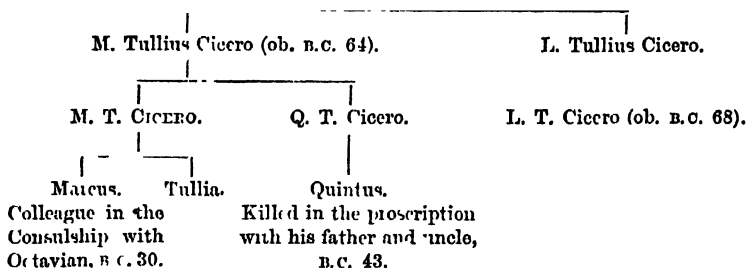 M. Tullius Cicero (ob. B.C. 64). L. Tullius Cicero.
M. T. CICERO. Q. T. Cicero. L. T. Cicero (ob. B.C. 68).
Marcus. Tullia. Quintus.
Colleague in the Killed in the proscription
Consulship with with his father and uncle,
Octavian, B C. 30. B.C. 43.